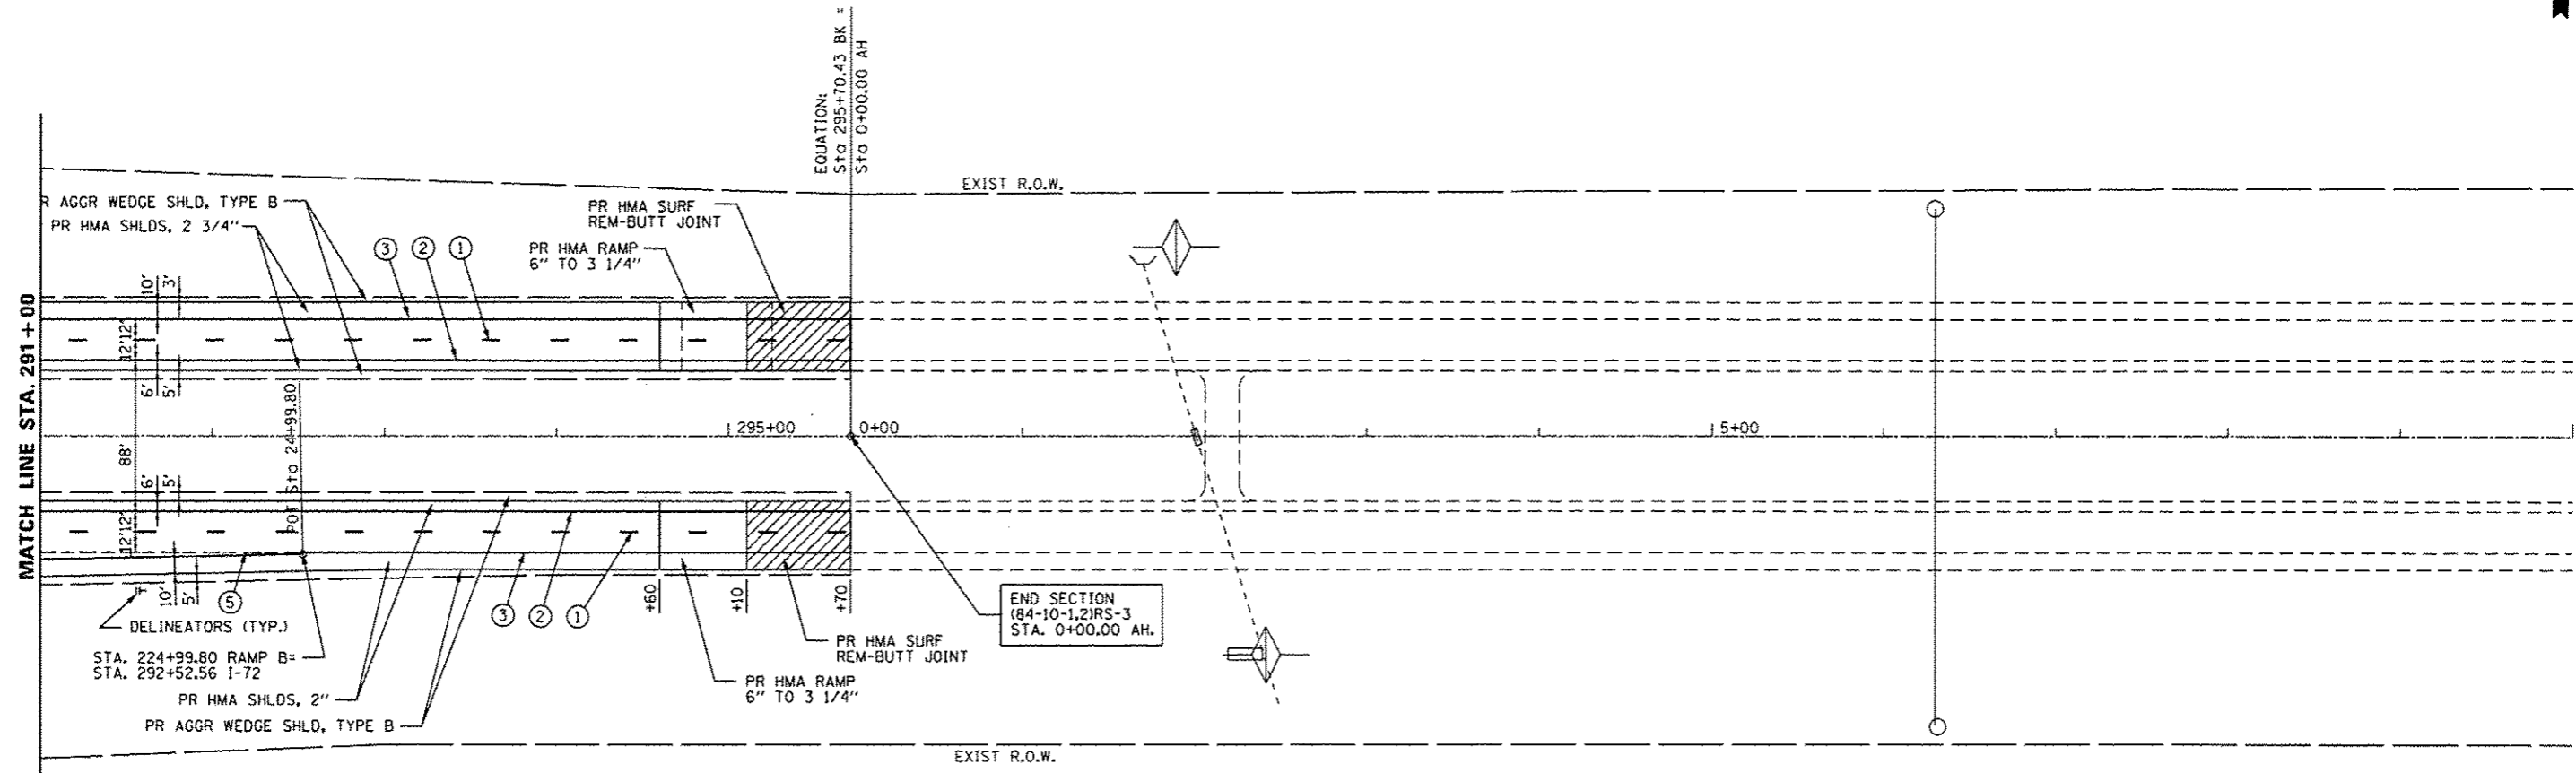 EQUATION:
Sta 295+70.43 BK =
Sta 0+00.00 AH
EXIST R.O.W.
R AGGR WEDGE SHLD, TYPE B
PR HMA SHLDS, 2 3/4"
3
2
1
PR HMA SURF
REM-BUTT JOINT
PR HMA RAMP
6" TO 3 1/4"
MATCH LINE STA. 291+00
10'
3'
12'
12'
6'
5'
88'
POT Sta 24+99.80
295+00
0+00
5+00
6'
5'
12'
12'
10'
5'
5
3
2
1
+60
+10
+70
DELINEATORS (TYP.)
STA. 224+99.80 RAMP B=
STA. 292+52.56 I-72
PR HMA SHLDS, 2"
PR AGGR WEDGE SHLD, TYPE B
PR HMA SURF
REM-BUTT JOINT
PR HMA RAMP
6" TO 3 1/4"
END SECTION
(84-10-1,2)RS-3
STA. 0+00.00 AH.
EXIST R.O.W.